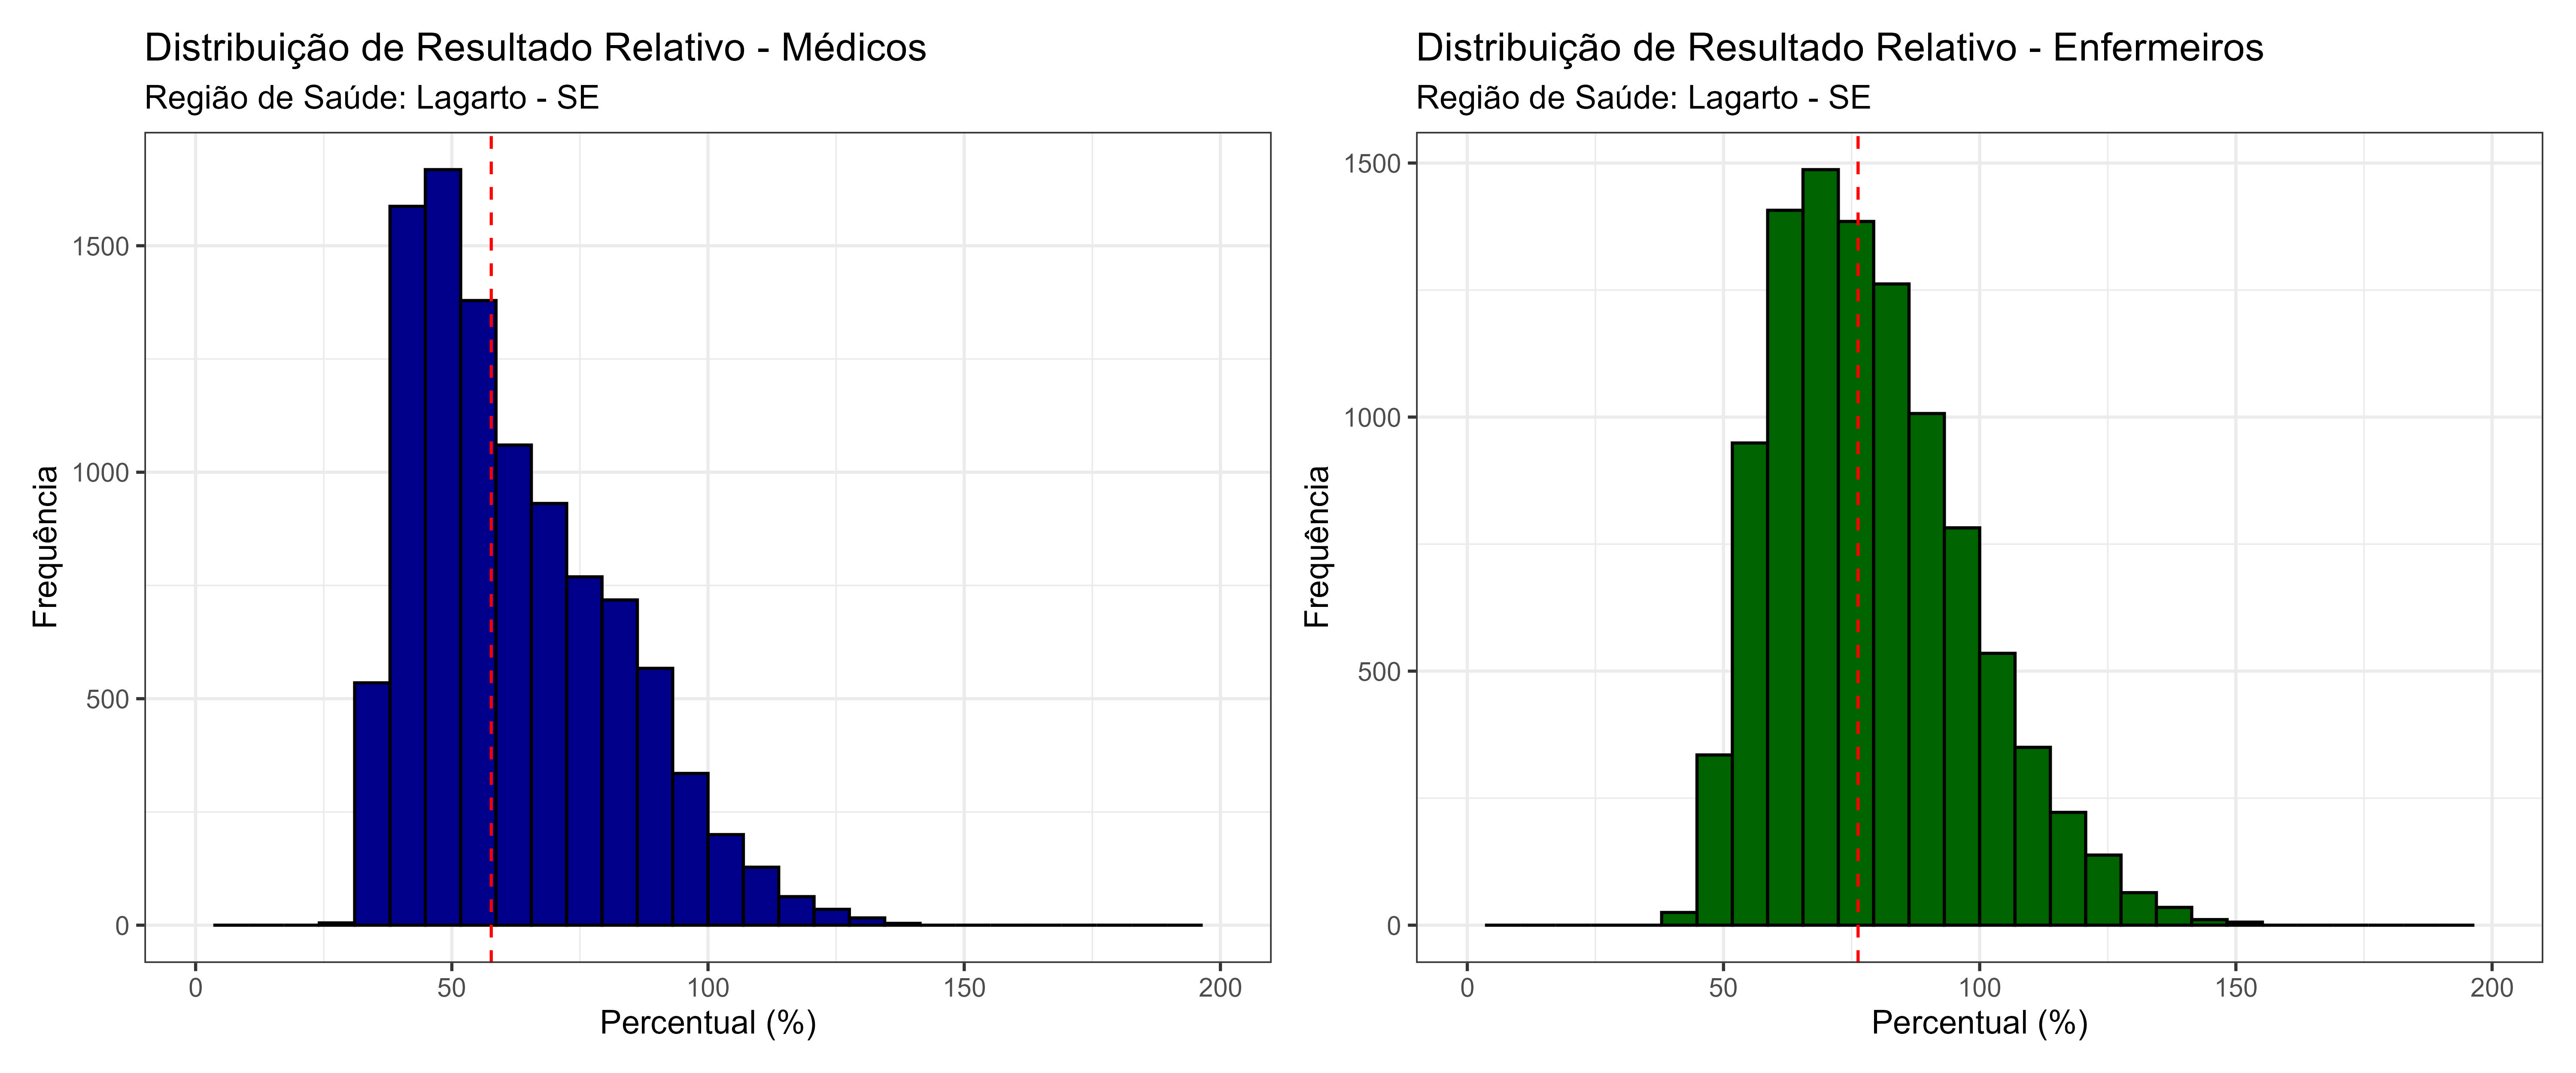 Distribuição de Resultado Relativo - Médicos
Região de Saúde: Lagarto - SE
Frequência
1500
1000
500
0
0 50 100 150 200
Percentual (%)
Distribuição de Resultado Relativo - Enfermeiros
Região de Saúde: Lagarto - SE
Frequência
1500
1000
500
0
0 50 100 150 200
Percentual (%)